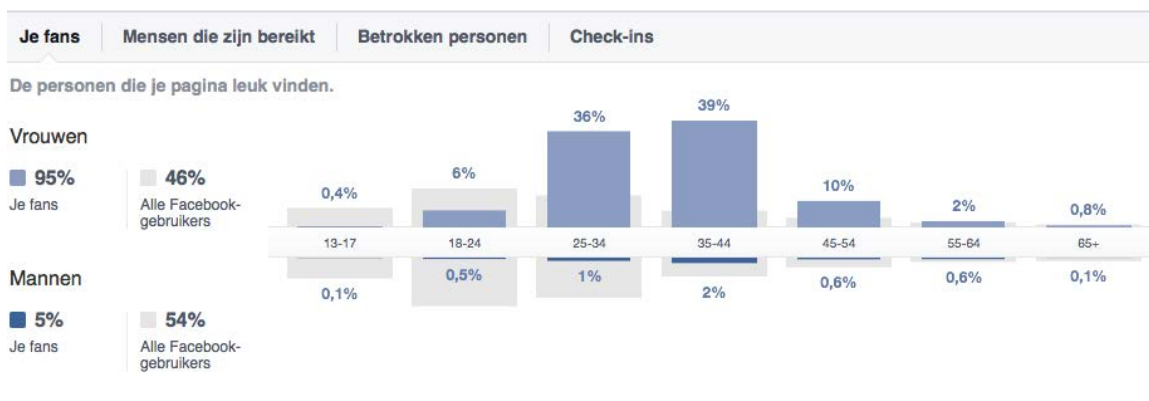 Je fans Mensen die zijn bereikt Betrokken personen Check-ins
De personen die je pagina leuk vinden.
Vrouwen
95% 46%
Je fans Alle Facebook-
gebruikers
0,4% 6% 36% 39% 10% 2% 0,8%
13-17 18-24 25-34 35-44 45-54 55-64 65+
0,1% 0,5% 1% 2% 0,6% 0,6% 0,1%
Mannen
5% 54%
Je fans Alle Facebook-
gebruikers